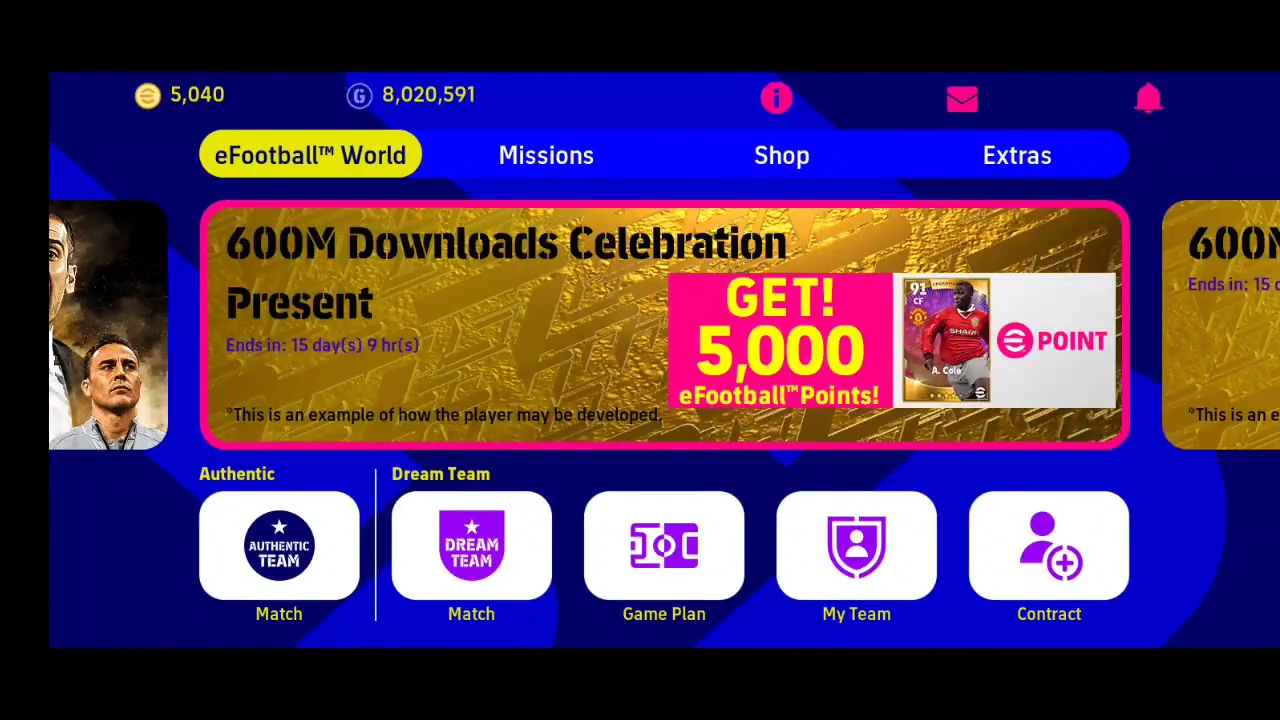 5,040
G 8,020,591
eFootball™ World
Missions
Shop
Extras
600M Downloads Celebration
Present
Ends in: 15 day(s) 9 hr(s)
*This is an example of how the player may be developed.
GET!
5,000
eFootball™Points!
91
CF
SHARP
A. Cole
POINT
600M
Ends in: 15 d
*This is an e
Authentic
Dream Team
AUTHENTIC
TEAM
DREAM
TEAM
Match
Match
Game Plan
My Team
Contract